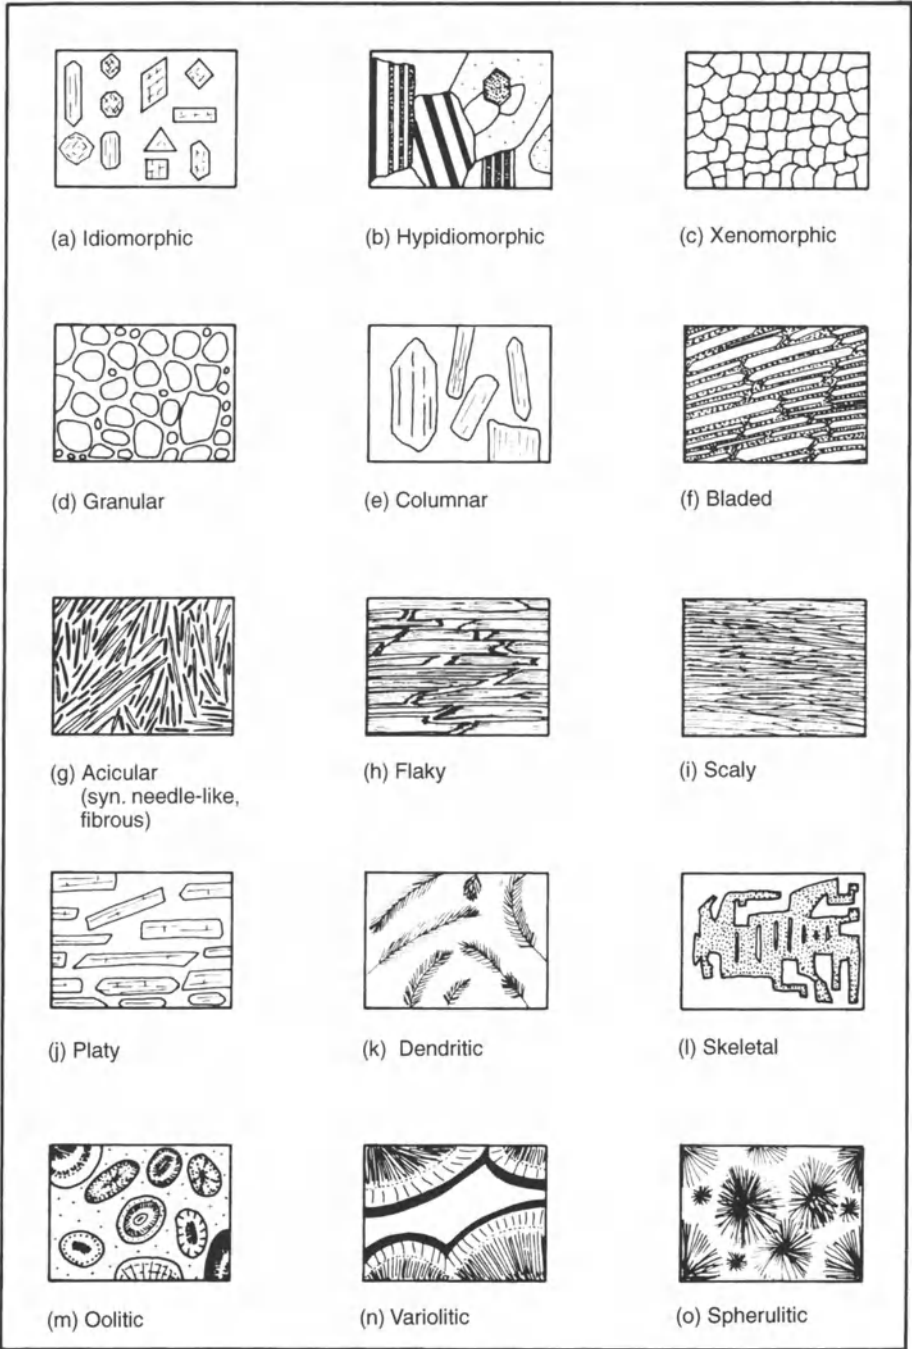 (a) Idiomorphic
(b) Hypidiomorphic
(c) Xenomorphic
(d) Granular
(e) Columnar
(f) Bladed
(g) Acicular
(syn. needle-like,
fibrous)
(h) Flaky
(i) Scaly
(j) Platy
(k) Dendritic
(l) Skeletal
(m) Oolitic
(n) Variolitic
(o) Spherulitic